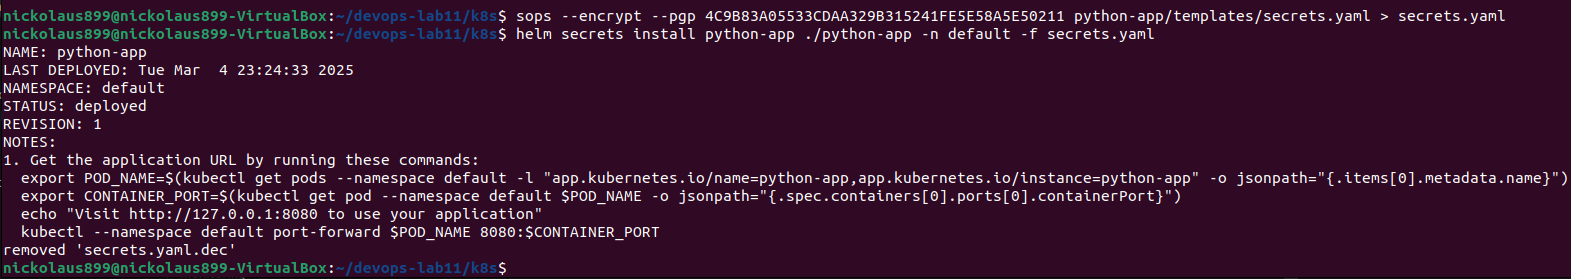 nickolaus899@nickolaus899-VirtualBox:~/devops-lab11/k8s$ sops --encrypt --pgp 4C9B83A05533CDAA329B315241FE5E58A5E50211 python-app/templates/secrets.yaml > secrets.yaml
nickolaus899@nickolaus899-VirtualBox:~/devops-lab11/k8s$ helm secrets install python-app ./python-app -n default -f secrets.yaml
NAME: python-app
LAST DEPLOYED: Tue Mar  4 23:24:33 2025
NAMESPACE: default
STATUS: deployed
REVISION: 1
NOTES:
1. Get the application URL by running these commands:
  export POD_NAME=$(kubectl get pods --namespace default -l "app.kubernetes.io/name=python-app,app.kubernetes.io/instance=python-app" -o jsonpath="{.items[0].metadata.name}")
  export CONTAINER_PORT=$(kubectl get pod --namespace default $POD_NAME -o jsonpath="{.spec.containers[0].ports[0].containerPort}")
  echo "Visit http://127.0.0.1:8080 to use your application"
  kubectl --namespace default port-forward $POD_NAME 8080:$CONTAINER_PORT
removed 'secrets.yaml.dec'
nickolaus899@nickolaus899-VirtualBox:~/devops-lab11/k8s$